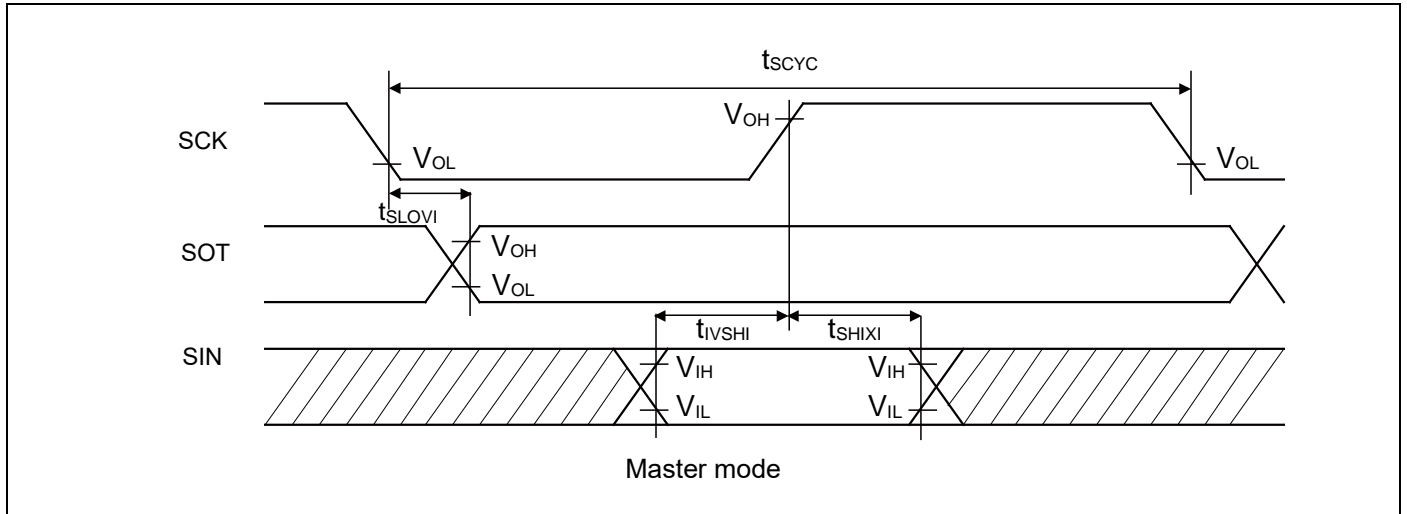 tSCYC
SCK
VOH
VOL
VOL
tSLOVI
SOT
VOH
VOL
tIVSHI
tSHIXI
SIN
VIH
VIH
VIL
VIL
Master mode